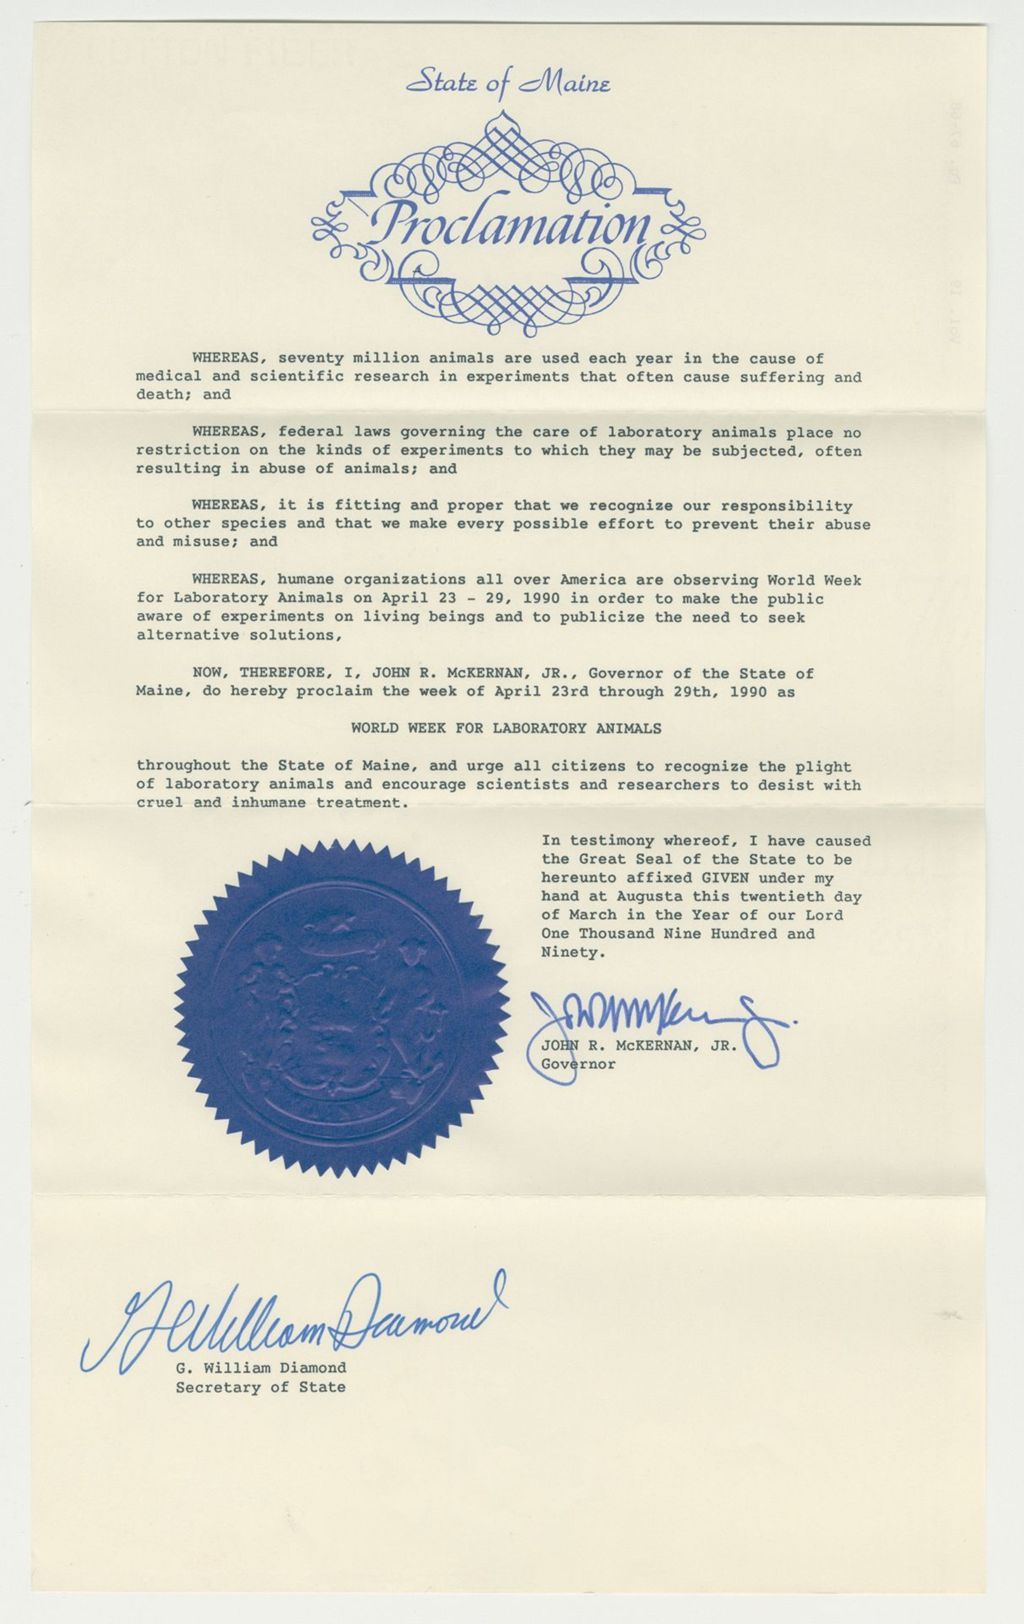 State of Maine
Proclamation
WHEREAS, seventy million animals are used each year in the cause of
medical and scientific research in experiments that often cause suffering and
death; and
WHEREAS, federal laws governing the care of laboratory animals place no
restriction on the kinds of experiments to which they may be subjected, often
resulting in abuse of animals; and
WHEREAS, it is fitting and proper that we recognize our responsibility
to other species and that we make every possible effort to prevent their abuse
and misuse; and
WHEREAS, humane organizations all over America are observing World Week
for Laboratory Animals on April 23 - 29, 1990 in order to make the public
aware of experiments on living beings and to publicize the need to seek
alternative solutions,
NOW, THEREFORE, I, JOHN R. McKERNAN, JR., Governor of the State of
Maine, do hereby proclaim the week of April 23rd through 29th, 1990 as
WORLD WEEK FOR LABORATORY ANIMALS
throughout the State of Maine, and urge all citizens to recognize the plight
of laboratory animals and encourage scientists and researchers to desist with
cruel and inhumane treatment.
In testimony whereof, I have caused
the Great Seal of the State to be
hereunto affixed GIVEN under my
hand at Augusta this twentieth day
of March in the Year of our Lord
One Thousand Nine Hundred and
Ninety.
JOHN R. McKERNAN, JR.
Governor
G. William Diamond
G. William Diamond
Secretary of State